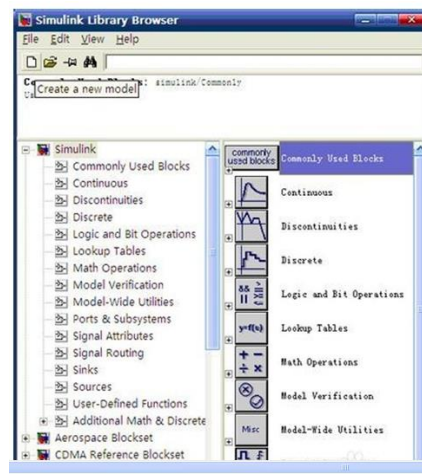 Simulink Library Browser
File Edit View Help
Create a new model
simulink/Commonly
Simulink
Commonly Used Blocks
Continuous
Discontinuities
Discrete
Logic and Bit Operations
Lookup Tables
Math Operations
Model Verification
Model-Wide Utilities
Ports & Subsystems
Signal Attributes
Signal Routing
Sinks
Sources
User-Defined Functions
Additional Math & Discrete
Aerospace Blockset
CDMA Reference Blockset
commonly
used blocks
Commonly Used Blocks
Continuous
Discontinuities
Discrete
Logic and Bit Operations
y=f(u)
Lookup Tables
Math Operations
Model Verification
Misc
Model-Wide Utilities